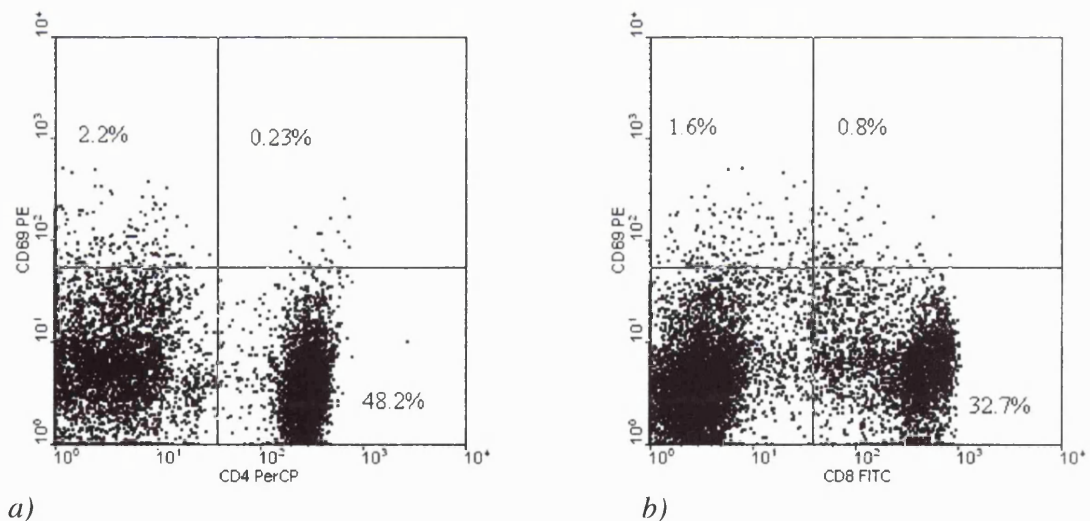 10⁴
10³
10²
10¹
10⁰
CD69 PE
2.2%
0.23%
48.2%
10⁰ 10¹ 10² 10³ 10⁴
CD4 PerCP
a)
10⁴
10³
10²
10¹
10⁰
CD69 PE
1.6%
0.8%
32.7%
10⁰ 10¹ 10² 10³ 10⁴
CD8 FITC
b)